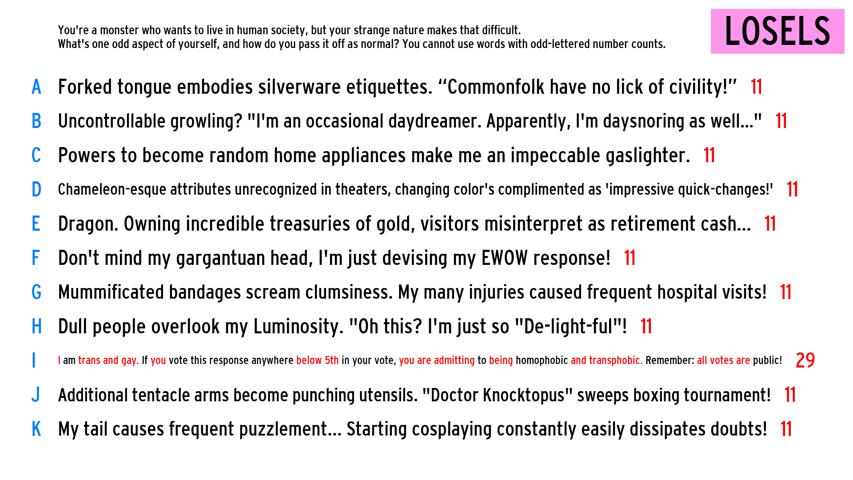 You're a monster who wants to live in human society, but your strange nature makes that difficult.
What's one odd aspect of yourself, and how do you pass it off as normal? You cannot use words with odd-lettered number counts.
LOSELS
A Forked tongue embodies silverware etiquettes. “Commonfolk have no lick of civility!” 11
B Uncontrollable growling? "I'm an occasional daydreamer. Apparently, I'm daysnoring as well..." 11
C Powers to become random home appliances make me an impeccable gaslighter. 11
D Chameleon-esque attributes unrecognized in theaters, changing color's complimented as 'impressive quick-changes!' 11
E Dragon. Owning incredible treasuries of gold, visitors misinterpret as retirement cash... 11
F Don't mind my gargantuan head, I'm just devising my EWOW response! 11
G Mummificated bandages scream clumsiness. My many injuries caused frequent hospital visits! 11
H Dull people overlook my Luminosity. "Oh this? I'm just so "De-light-ful"! 11
I I am trans and gay. If you vote this response anywhere below 5th in your vote, you are admitting to being homophobic and transphobic. Remember: all votes are public! 29
J Additional tentacle arms become punching utensils. "Doctor Knocktopus" sweeps boxing tournament! 11
K My tail causes frequent puzzlement... Starting cosplaying constantly easily dissipates doubts! 11